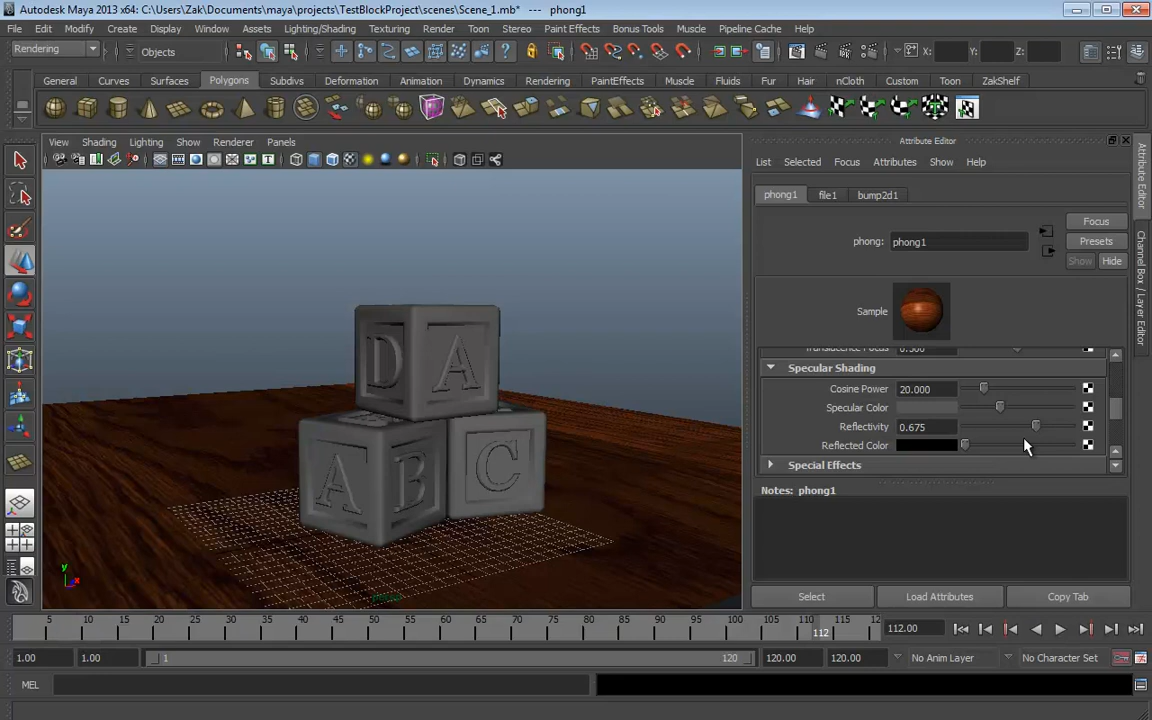 Autodesk Maya 2013 x64: C:\Users\Zak\Documents\maya\projects\TestBlockProject\scenes\Scene_1.mb* --- phong1
File Edit Modify Create Display Window Assets Lighting/Shading Texturing Render Toon Stereo Paint Effects Bonus Tools Muscle Pipeline Cache Help
Rendering Objects X: Y: Z:
General Curves Surfaces Polygons Subdivs Deformation Animation Dynamics Rendering PaintEffects Muscle Fluids Fur Hair nCloth Custom Toon ZakShelf
View Shading Lighting Show Renderer Panels
Attribute Editor
List Selected Focus Attributes Show Help
phong1 file1 bump2d1
Focus
phong: phong1 Presets
Show Hide
Sample
Specular Shading
Cosine Power 20.000
Specular Color
Reflectivity 0.675
Reflected Color
Special Effects
Notes: phong1
Select Load Attributes Copy Tab
Attribute Editor
Channel Box / Layer Editor
D A
A B C
y
x
5 10 15 20 25 30 35 40 45 50 55 60 65 70 75 80 85 90 95 100 105 110 115 12
112
112.00
1.00 1.00 1 120 120.00 120.00 No Anim Layer No Character Set
MEL